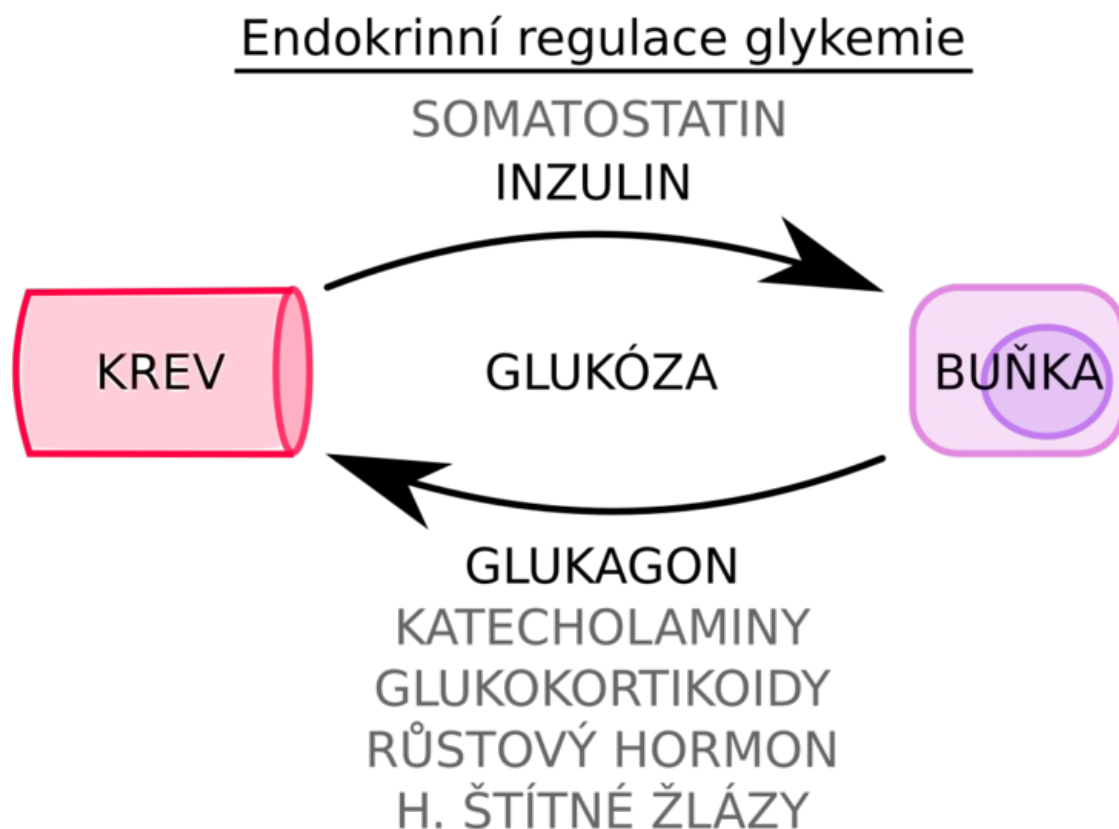 Endokrinní regulace glykemie
SOMATOSTATIN
INZULIN
KREV
GLUKÓZA
BUŇKA
GLUKAGON
KATECHOLAMINY
GLUKOKORTIKOIDY
RŮSTOVÝ HORMON
H. ŠTÍTNÉ ŽLÁZY